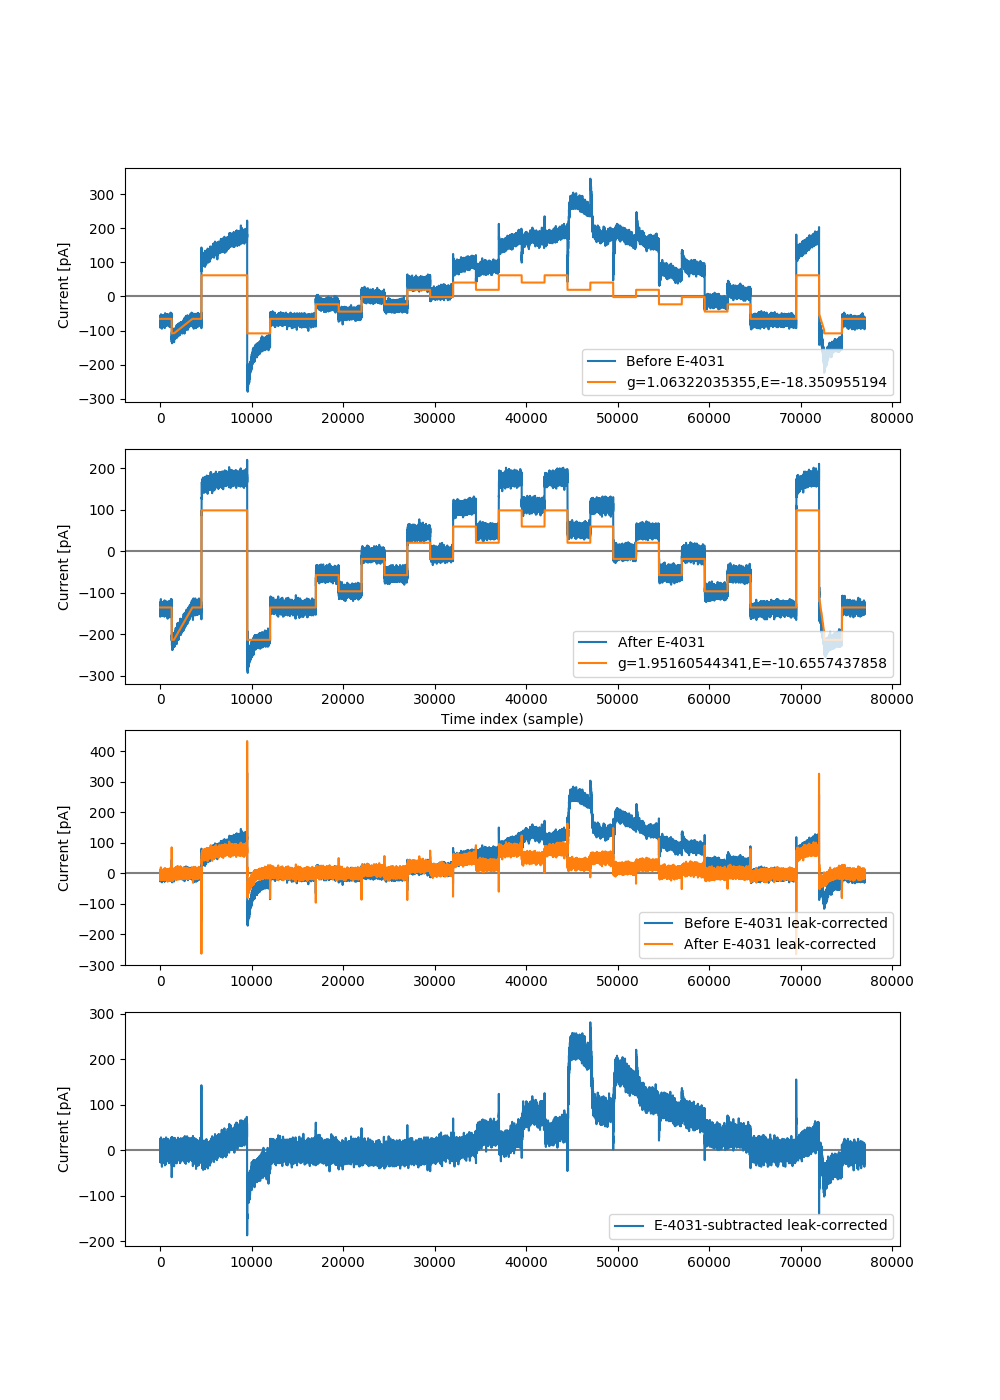 300
200
100
0
−100
−200
−300
Current [pA]
Before E-4031
g=1.06322035355,E=-18.350955194
0 10000 20000 30000 40000 50000 60000 70000 80000
200
100
0
−100
−200
−300
Current [pA]
After E-4031
g=1.95160544341,E=-10.6557437858
0 10000 20000 30000 40000 50000 60000 70000 80000
Time index (sample)
400
300
200
100
0
−100
−200
−300
Current [pA]
Before E-4031 leak-corrected
After E-4031 leak-corrected
0 10000 20000 30000 40000 50000 60000 70000 80000
300
200
100
0
−100
−200
Current [pA]
E-4031-subtracted leak-corrected
0 10000 20000 30000 40000 50000 60000 70000 80000